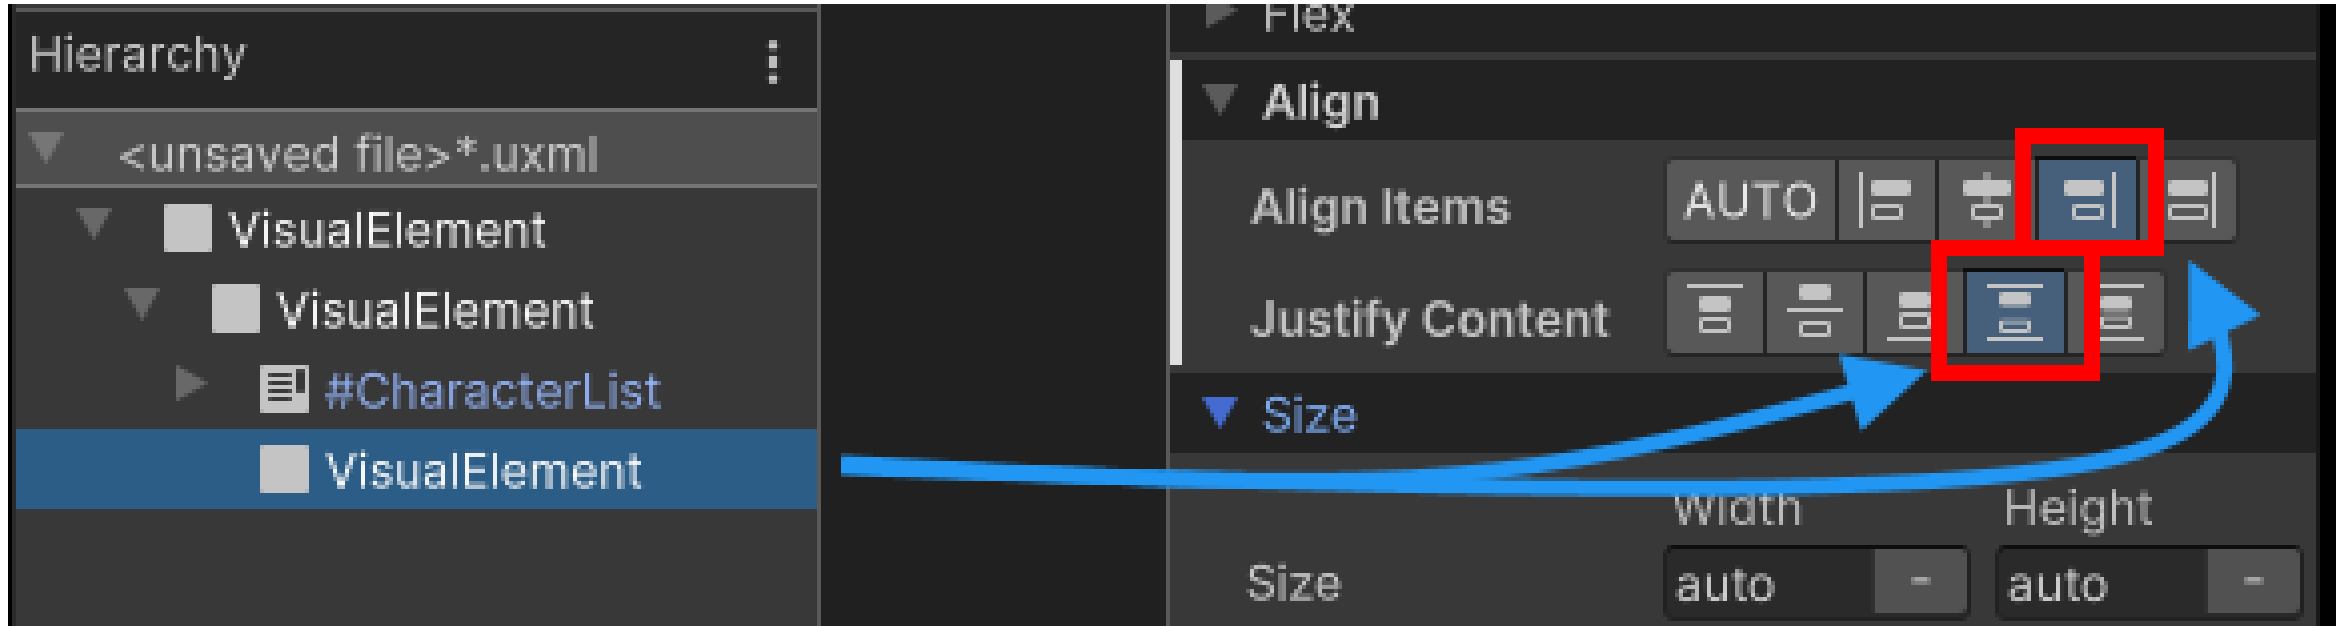 Hierarchy
<unsaved file>*.uxml
VisualElement
VisualElement
#CharacterList
VisualElement
Flex
Align
Align Items
AUTO
Justify Content
Size
Width Height
Size
auto - auto -